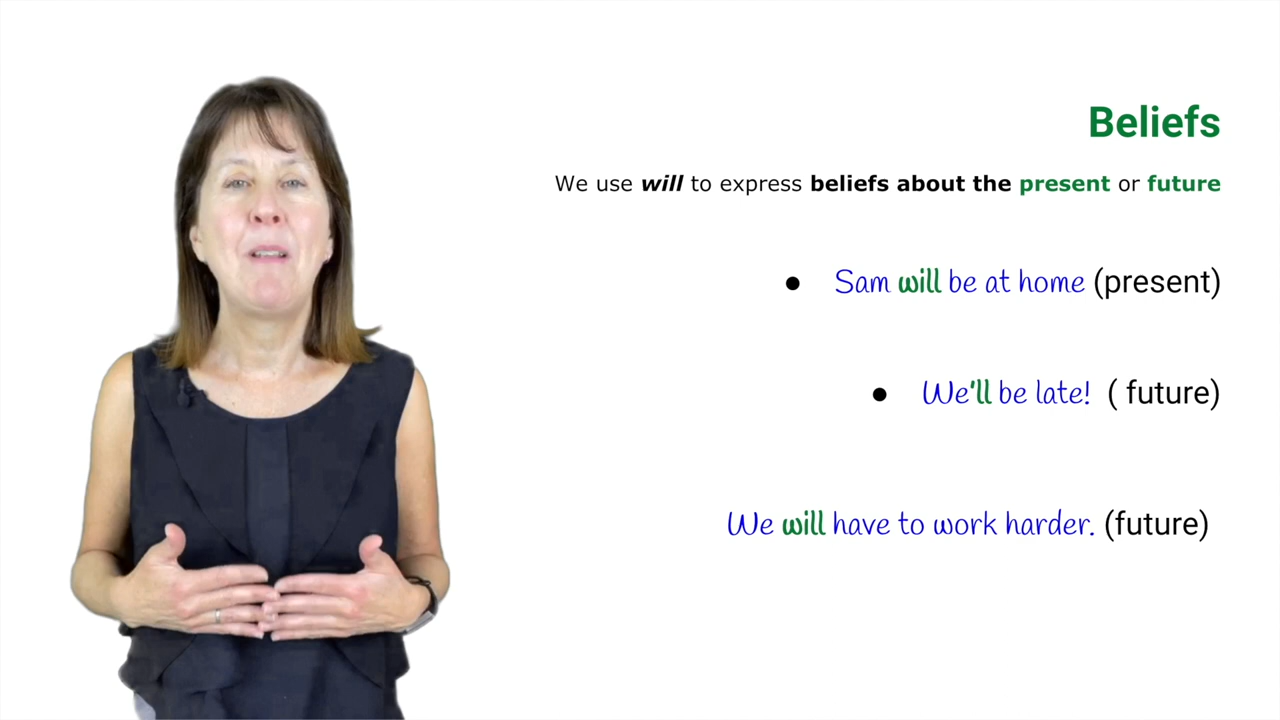 Beliefs
We use will to express beliefs about the present or future
● Sam will be at home (present)
● We'll be late! ( future)
We will have to work harder. (future)